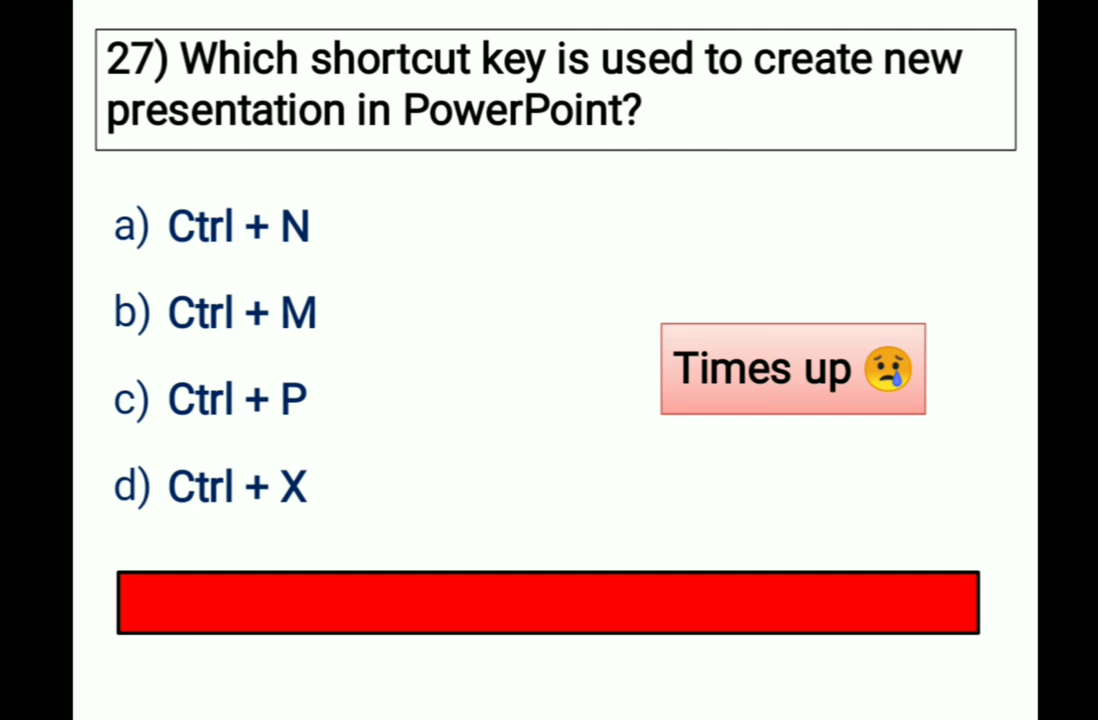 27) Which shortcut key is used to create new
presentation in PowerPoint?
a) Ctrl + N
b) Ctrl + M
c) Ctrl + P
d) Ctrl + X
Times up 😢